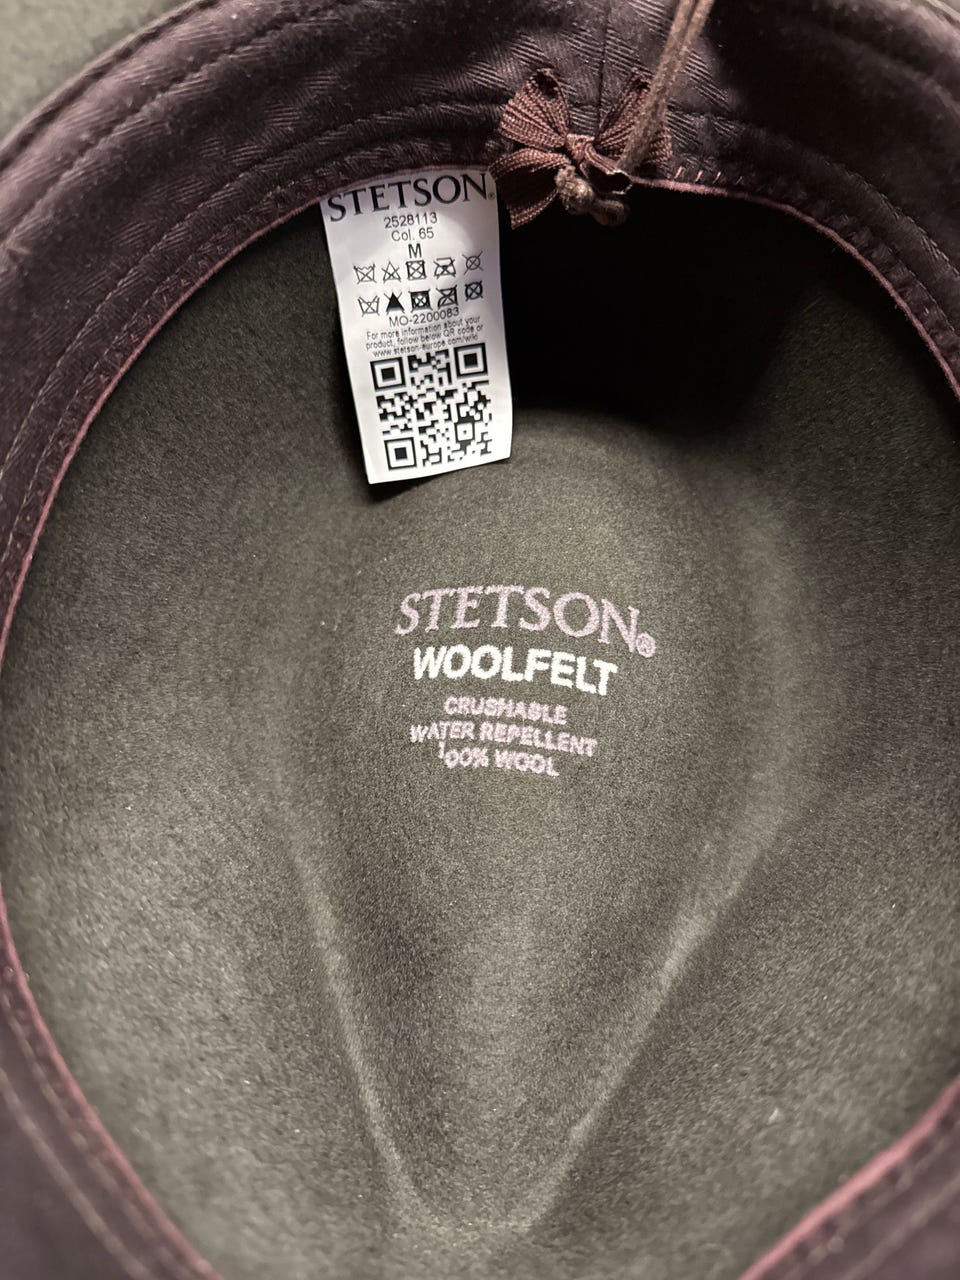 STETSON®
2528113
Col. 65
M
MO-2200083
For more information about your
product, follow below QR code or
www.stetson-europe.com/wiki
STETSON®
WOOLFELT
CRUSHABLE
WATER REPELLENT
100% WOOL